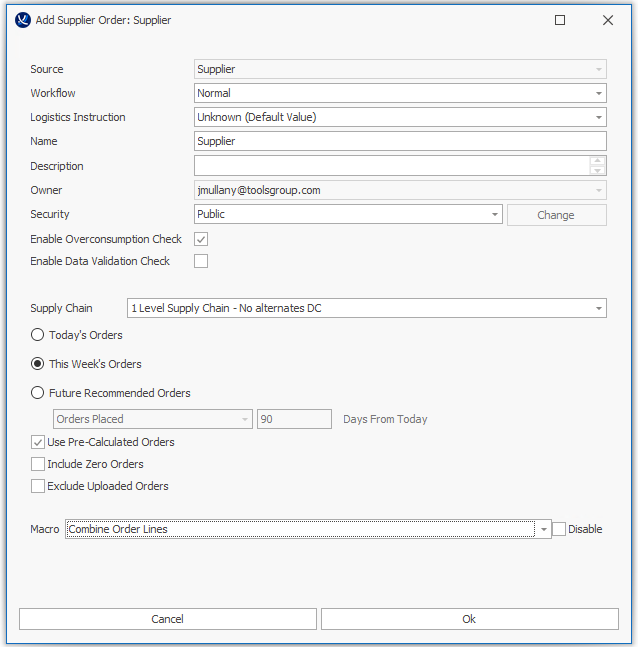 Add Supplier Order: Supplier
Source Supplier
Workflow Normal
Logistics Instruction Unknown (Default Value)
Name Supplier
Description
Owner jmullany@toolsgroup.com
Security Public Change
Enable Overconsumption Check
Enable Data Validation Check
Supply Chain 1 Level Supply Chain - No alternates DC
Today's Orders
This Week's Orders
Future Recommended Orders
Orders Placed 90 Days From Today
Use Pre-Calculated Orders
Include Zero Orders
Exclude Uploaded Orders
Macro Combine Order Lines Disable
Cancel Ok